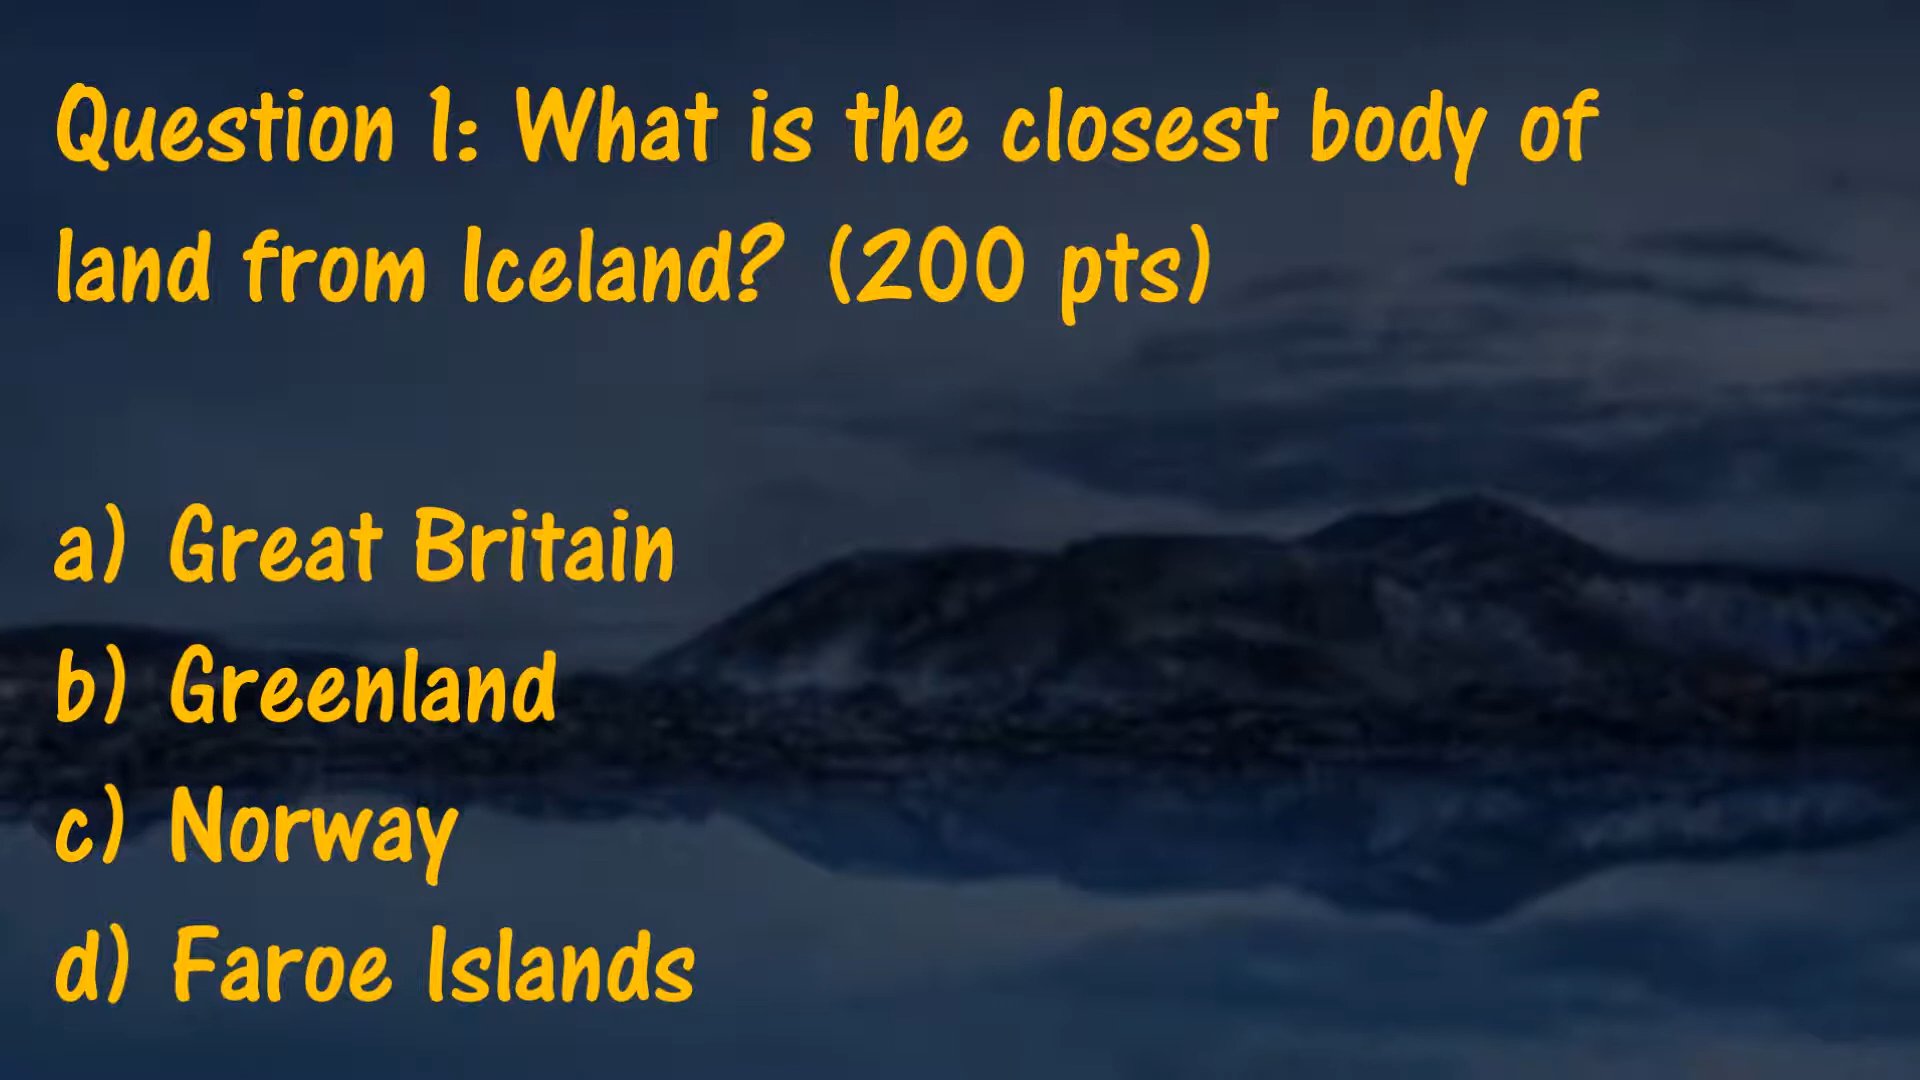 Question 1: What is the closest body of
land from Iceland? (200 pts)
a) Great Britain
b) Greenland
c) Norway
d) Faroe Islands